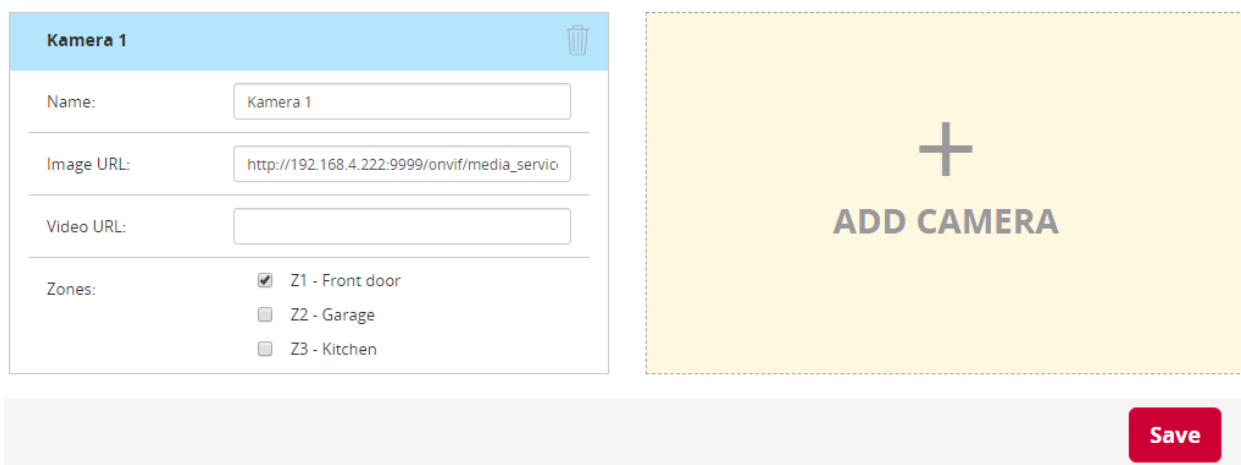 Kamera 1
Name:
Kamera 1
Image URL:
http://192.168.4.222:9999/onvif/media_servic
Video URL:
Zones:
Z1 - Front door
Z2 - Garage
Z3 - Kitchen
+
ADD CAMERA
Save